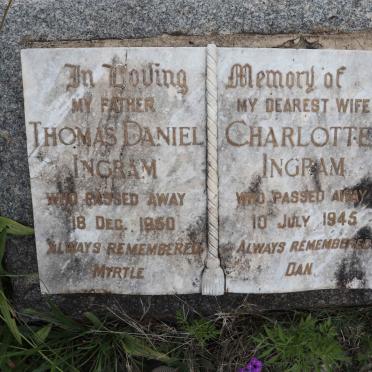 In Loving
MY FATHER
THOMAS DANIEL
INGRAM
WHO PASSED AWAY
18 DEC. 1950
ALWAYS REMEMBERED
MYRTLE
Memory of
MY DEAREST WIFE
CHARLOTTE
INGRAM
WHO PASSED AWAY
10 JULY 1945
ALWAYS REMEMBERED
DAN.